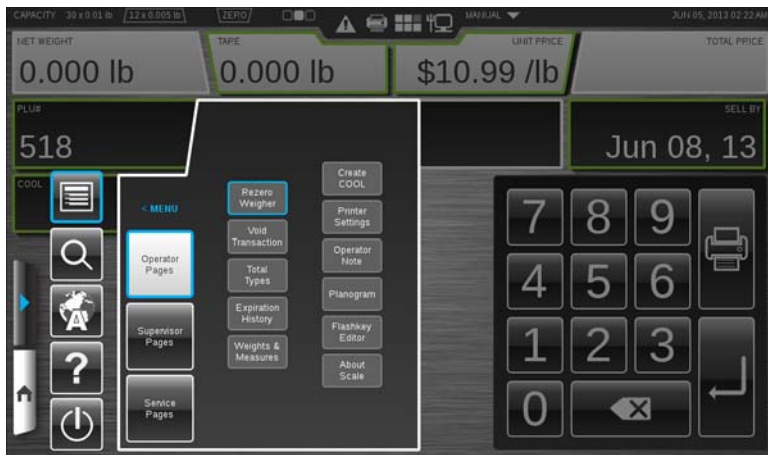 CAPACITY 30 x 0.01 lb 12 x 0.005 lb ZERO MANUAL JUN 05, 2013 02:22 AM
NET WEIGHT TARE UNIT PRICE TOTAL PRICE
0.000 lb 0.000 lb $10.99 /lb
PLU# SELL BY
518 Jun 08, 13
COOL
< MENU
Operator
Pages
Supervisor
Pages
Service
Pages
Rezero
Weigher
Void
Transaction
Total
Types
Expiration
History
Weights &
Measures
Create
COOL
Printer
Settings
Operator
Note
Planogram
Flashkey
Editor
About
Scale
A
?
7 8 9
4 5 6
1 2 3
0